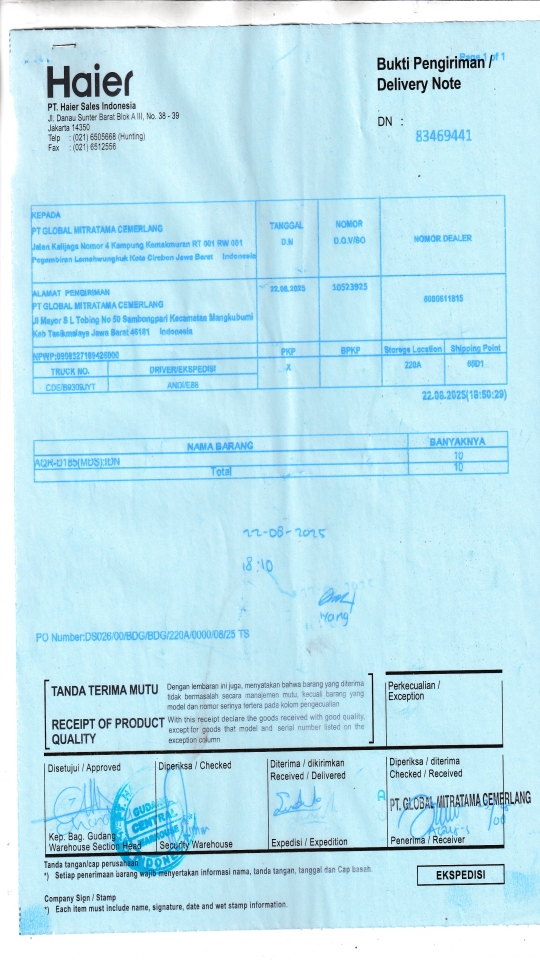 Page 1 of 1
Haier
Bukti Pengiriman /
Delivery Note
PT. Haier Sales Indonesia
Jl. Danau Sunter Barat Blok A III, No. 38 - 39
Jakarta 14350
Telp : (021) 6505668 (Hunting)
Fax : (021) 6512556
DN :
83469441
KEPADA
PT GLOBAL MITRATAMA CEMERLANG
Jalan Kalijaga Nomor 4 Kampung Kemakmuran RT 001 RW 001
Pegambiran Lemahwungkuk Kota Cirebon Jawa Barat Indonesia
TANGGAL
D.N
NOMOR
D.O.V/SO
NOMOR DEALER
ALAMAT PENGIRIMAN
PT GLOBAL MITRATAMA CEMERLANG
Jl Mayor S L Tobing No 50 Sambongpari Kecamatan Mangkubumi
Kab Tasikmalaya Jawa Barat 46181 Indonesia
22.08.2025
10523925
PKP
BPKP
Storege Location
Shipping Point
TRUCK NO.
DRIVER/EKSPEDISI
X
220A
ANDI/E86
22.08.2025(18:50:29)
NAMA BARANG
BANYAKNYA
10
Total
10
22-08-2025
18:10
Yang
PO Number:DS026/00/BDG/BDG/220A/0000/08/25 TS
TANDA TERIMA MUTU
Dengan lembaran ini juga, menyatakan bahwa barang yang diterima
tidak bermasalah secara manajemen mutu, kecuali barang yang
model dan nomor serinya tertera pada kolom pengecualian
RECEIPT OF PRODUCT
QUALITY
With this receipt declare the goods received with good quality,
except for goods that model and serial number listed on the
exception column
Perkecualian /
Exception
Disetujui / Approved
Diperiksa / Checked
Diterima / dikirimkan
Received / Delivered
Diperiksa / diterima
Checked / Received
GUDANG
CENTRAL
WAREHOUSE
PT. GLOBAL MITRATAMA CEMERLANG
Kep. Bag. Gudang
Warehouse Section Head
Security Warehouse
Expedisi / Expedition
Penerima / Receiver
Tanda tangan/cap perusahaan
*) Setiap penerimaan barang wajib menyertakan informasi nama, tanda tangan, tanggal dan Cap basah.
EKSPEDISI
Company Sign / Stamp
*) Each item must include name, signature, date and wet stamp information.